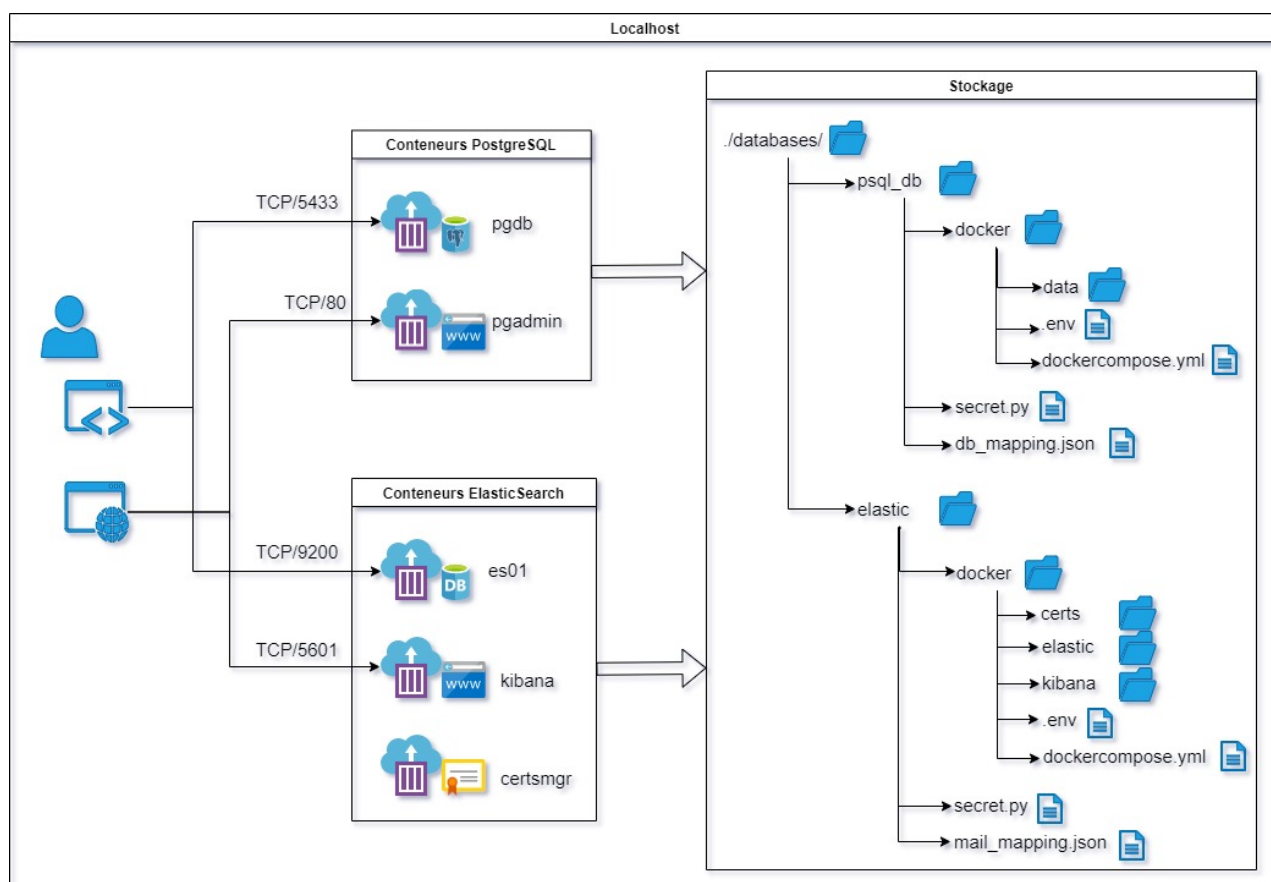 Localhost
Conteneurs PostgreSQL
TCP/5433
pgdb
TCP/80
pgadmin
www
Conteneurs ElasticSearch
TCP/9200
es01
DB
TCP/5601
kibana
www
certsmgr
Stockage
./databases/
psql_db
docker
data
.env
dockercompose.yml
secret.py
db_mapping.json
elastic
docker
certs
elastic
kibana
.env
dockercompose.yml
secret.py
mail_mapping.json